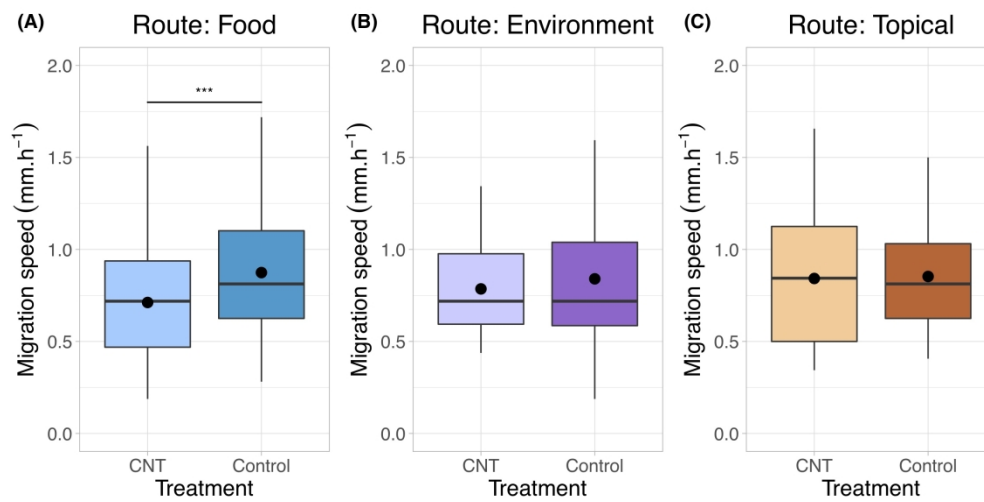 (A) Route: Food
Migration speed (mm.h⁻¹)
2.0
1.5
1.0
0.5
0.0
***
CNT Control
Treatment
(B) Route: Environment
Migration speed (mm.h⁻¹)
2.0
1.5
1.0
0.5
0.0
CNT Control
Treatment
(C) Route: Topical
Migration speed (mm.h⁻¹)
2.0
1.5
1.0
0.5
0.0
CNT Control
Treatment